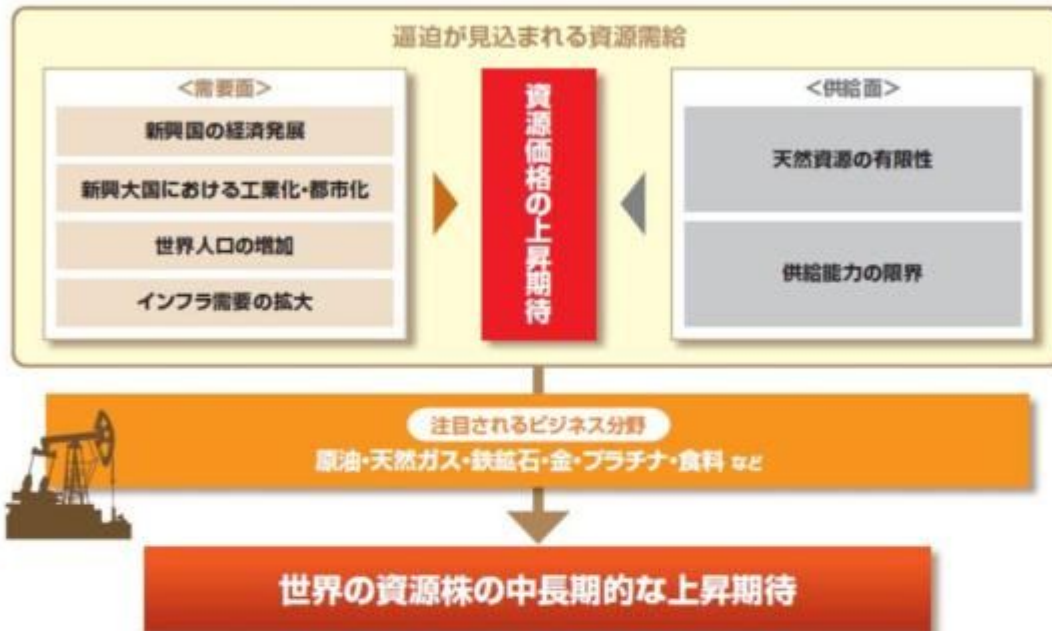 逼迫が見込まれる資源需給
＜需要面＞
新興国の経済発展
新興大国における工業化・都市化
世界人口の増加
インフラ需要の拡大
資源価格の上昇期待
＜供給面＞
天然資源の有限性
供給能力の限界
注目されるビジネス分野
原油・天然ガス・鉄鉱石・金・プラチナ・食料 など
世界の資源株の中長期的な上昇期待